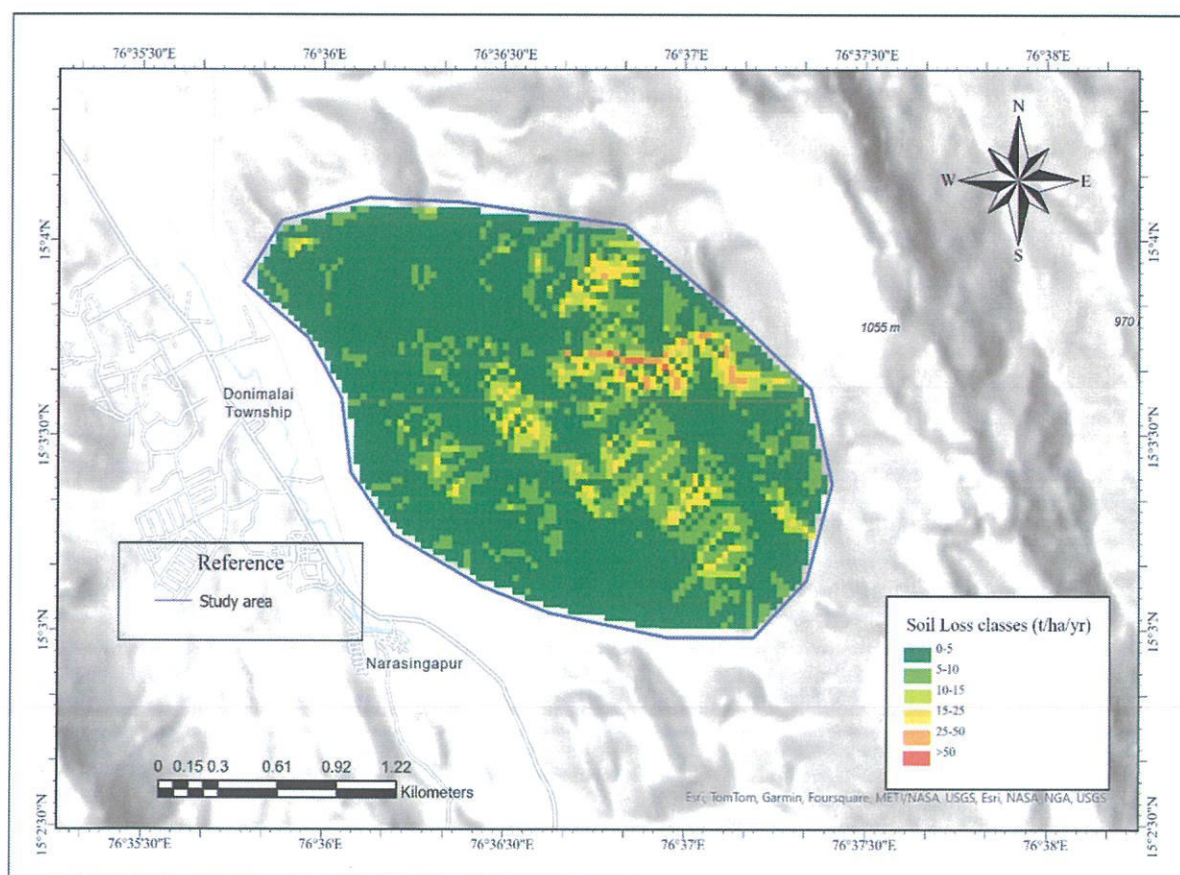 76°35'30"E 76°36'E 76°36'30"E 76°37'E 76°37'30"E 76°38'E
N
W E
S
15°4'N
15°4'N
1055 m
970
Donimalai
Township
15°3'30"N
15°3'30"N
Reference
Study area
15°3'N
15°3'N
Narasingapur
Soil Loss classes (t/ha/yr)
0-5
5-10
10-15
15-25
25-50
>50
0 0.15 0.3 0.61 0.92 1.22
Kilometers
Esri, TomTom, Garmin, Foursquare, METI/NASA, USGS, Esri, NASA, NGA, USGS
15°2'30"N
15°2'30"N
76°35'30"E 76°36'E 76°36'30"E 76°37'E 76°37'30"E 76°38'E